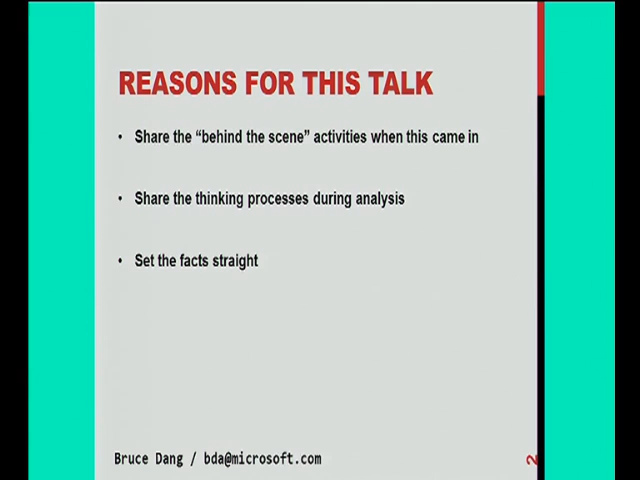 REASONS FOR THIS TALK
• Share the “behind the scene” activities when this came in
• Share the thinking processes during analysis
• Set the facts straight
Bruce Dang / bda@microsoft.com
2